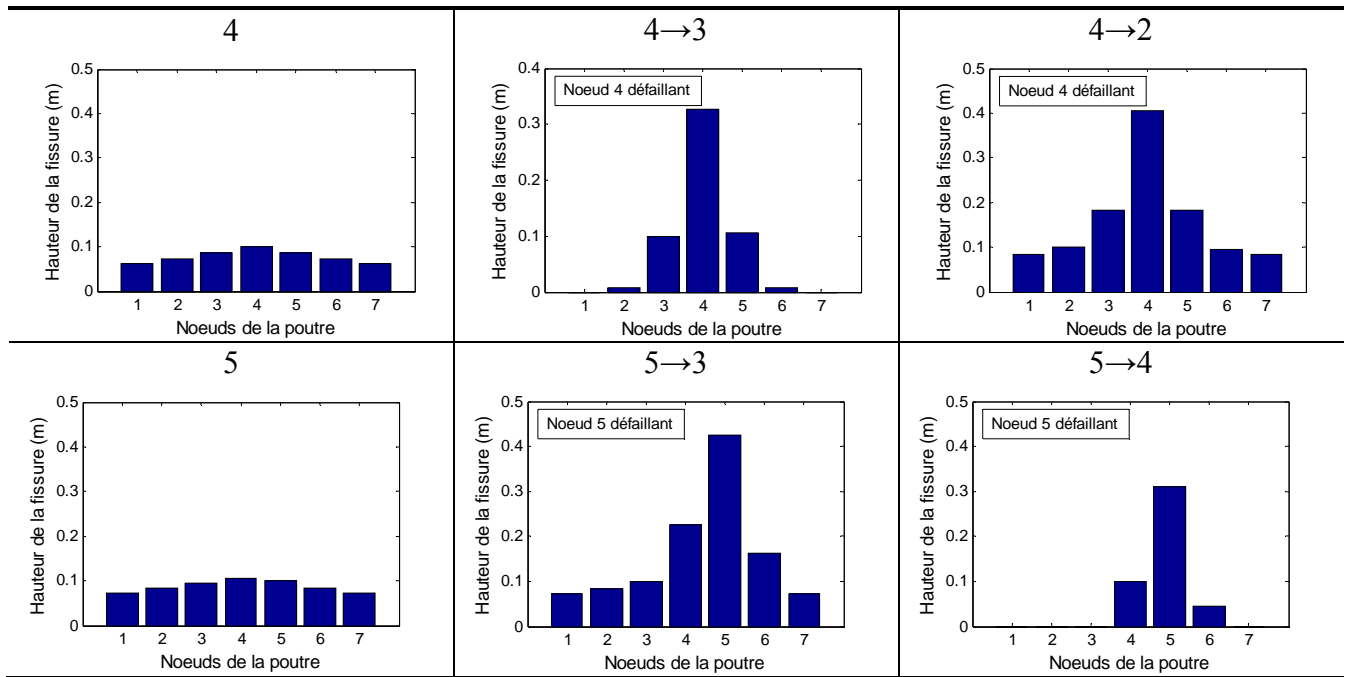 4
0.5
0.4
0.3
0.2
0.1
0
Hauteur de la fissure (m)
1 2 3 4 5 6 7
Noeuds de la poutre
4→3
0.4
0.3
0.2
0.1
0
Hauteur de la fissure (m)
Noeud 4 défaillant
1 2 3 4 5 6 7
Noeuds de la poutre
4→2
0.5
0.4
0.3
0.2
0.1
0
Hauteur de la fissure (m)
Noeud 4 défaillant
1 2 3 4 5 6 7
Noeuds de la poutre
5
0.5
0.4
0.3
0.2
0.1
0
Hauteur de la fissure (m)
1 2 3 4 5 6 7
Noeuds de la poutre
5→3
0.5
0.4
0.3
0.2
0.1
0
Hauteur de la fissure (m)
Noeud 5 défaillant
1 2 3 4 5 6 7
Noeuds de la poutre
5→4
0.5
0.4
0.3
0.2
0.1
0
Hauteur de la fissure (m)
Noeud 5 défaillant
1 2 3 4 5 6 7
Noeuds de la poutre